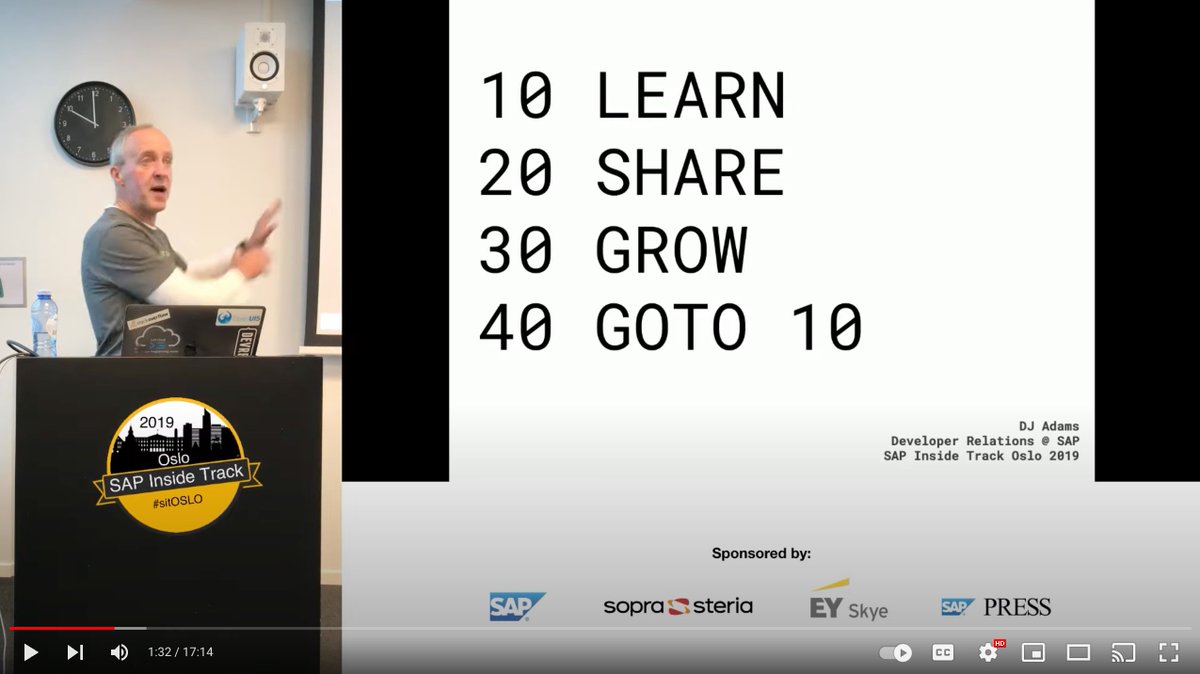 10 LEARN
20 SHARE
30 GROW
40 GOTO 10
DJ Adams
Developer Relations @ SAP
SAP Inside Track Oslo 2019
2019
Oslo
SAP Inside Track
#sitOSLO
Sponsored by:
SAP
sopra steria
EY Skye
SAP PRESS
1:32 / 17:14
CC
HD